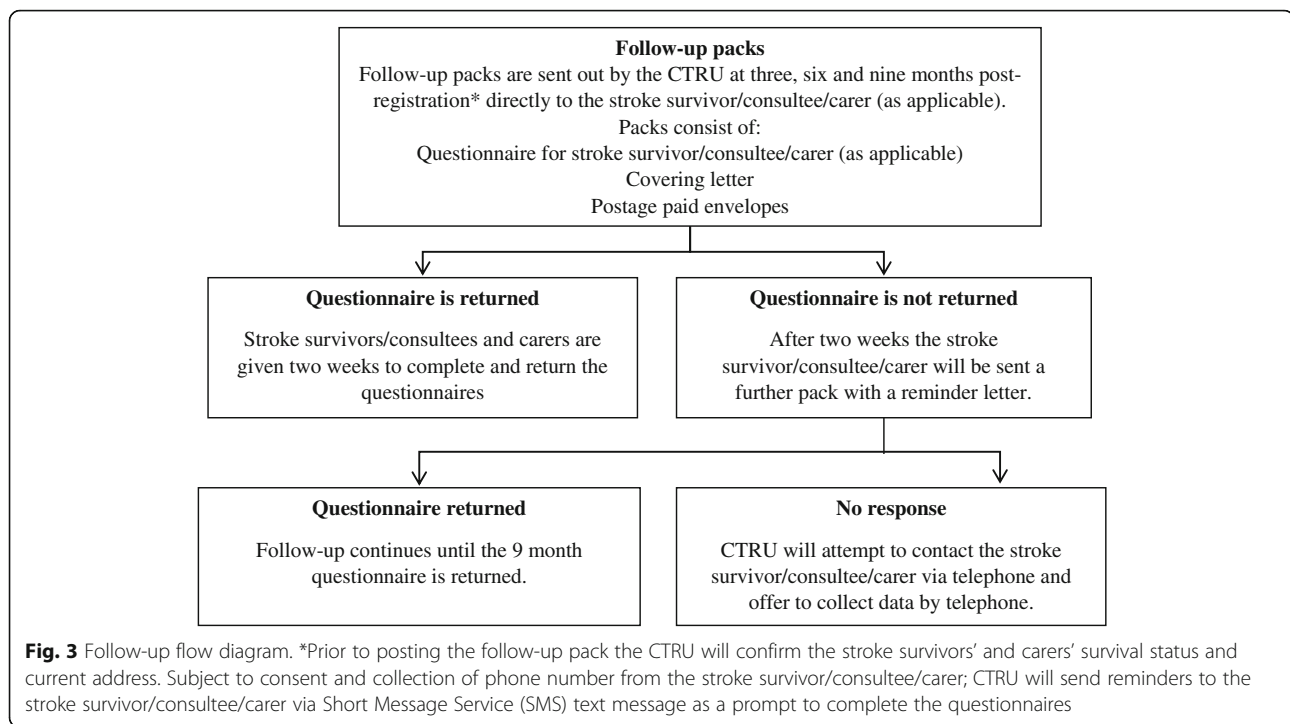 Follow-up packs
Follow-up packs are sent out by the CTRU at three, six and nine months post-
registration* directly to the stroke survivor/consultee/carer (as applicable).
Packs consist of:
Questionnaire for stroke survivor/consultee/carer (as applicable)
Covering letter
Postage paid envelopes
Questionnaire is returned
Stroke survivors/consultees and carers are
given two weeks to complete and return the
questionnaires
Questionnaire is not returned
After two weeks the stroke
survivor/consultee/carer will be sent a
further pack with a reminder letter.
Questionnaire returned
Follow-up continues until the 9 month
questionnaire is returned.
No response
CTRU will attempt to contact the stroke
survivor/consultee/carer via telephone and
offer to collect data by telephone.
Fig. 3 Follow-up flow diagram. *Prior to posting the follow-up pack the CTRU will confirm the stroke survivors’ and carers’ survival status and
current address. Subject to consent and collection of phone number from the stroke survivor/consultee/carer; CTRU will send reminders to the
stroke survivor/consultee/carer via Short Message Service (SMS) text message as a prompt to complete the questionnaires